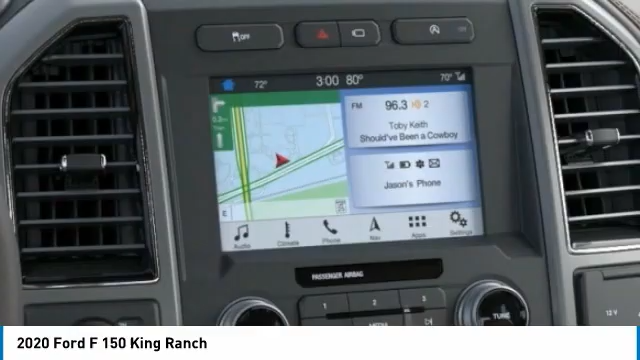 OFF
72° 3:00 80° 70°
FM 96.3 2
Toby Keith
Should've Been a Cowboy
Jason's Phone
E
Audio Climate Phone Nav Apps Settings
PASSENGER AIRBAG
1 2 3
TUNE
12 V
2020 Ford F 150 King Ranch